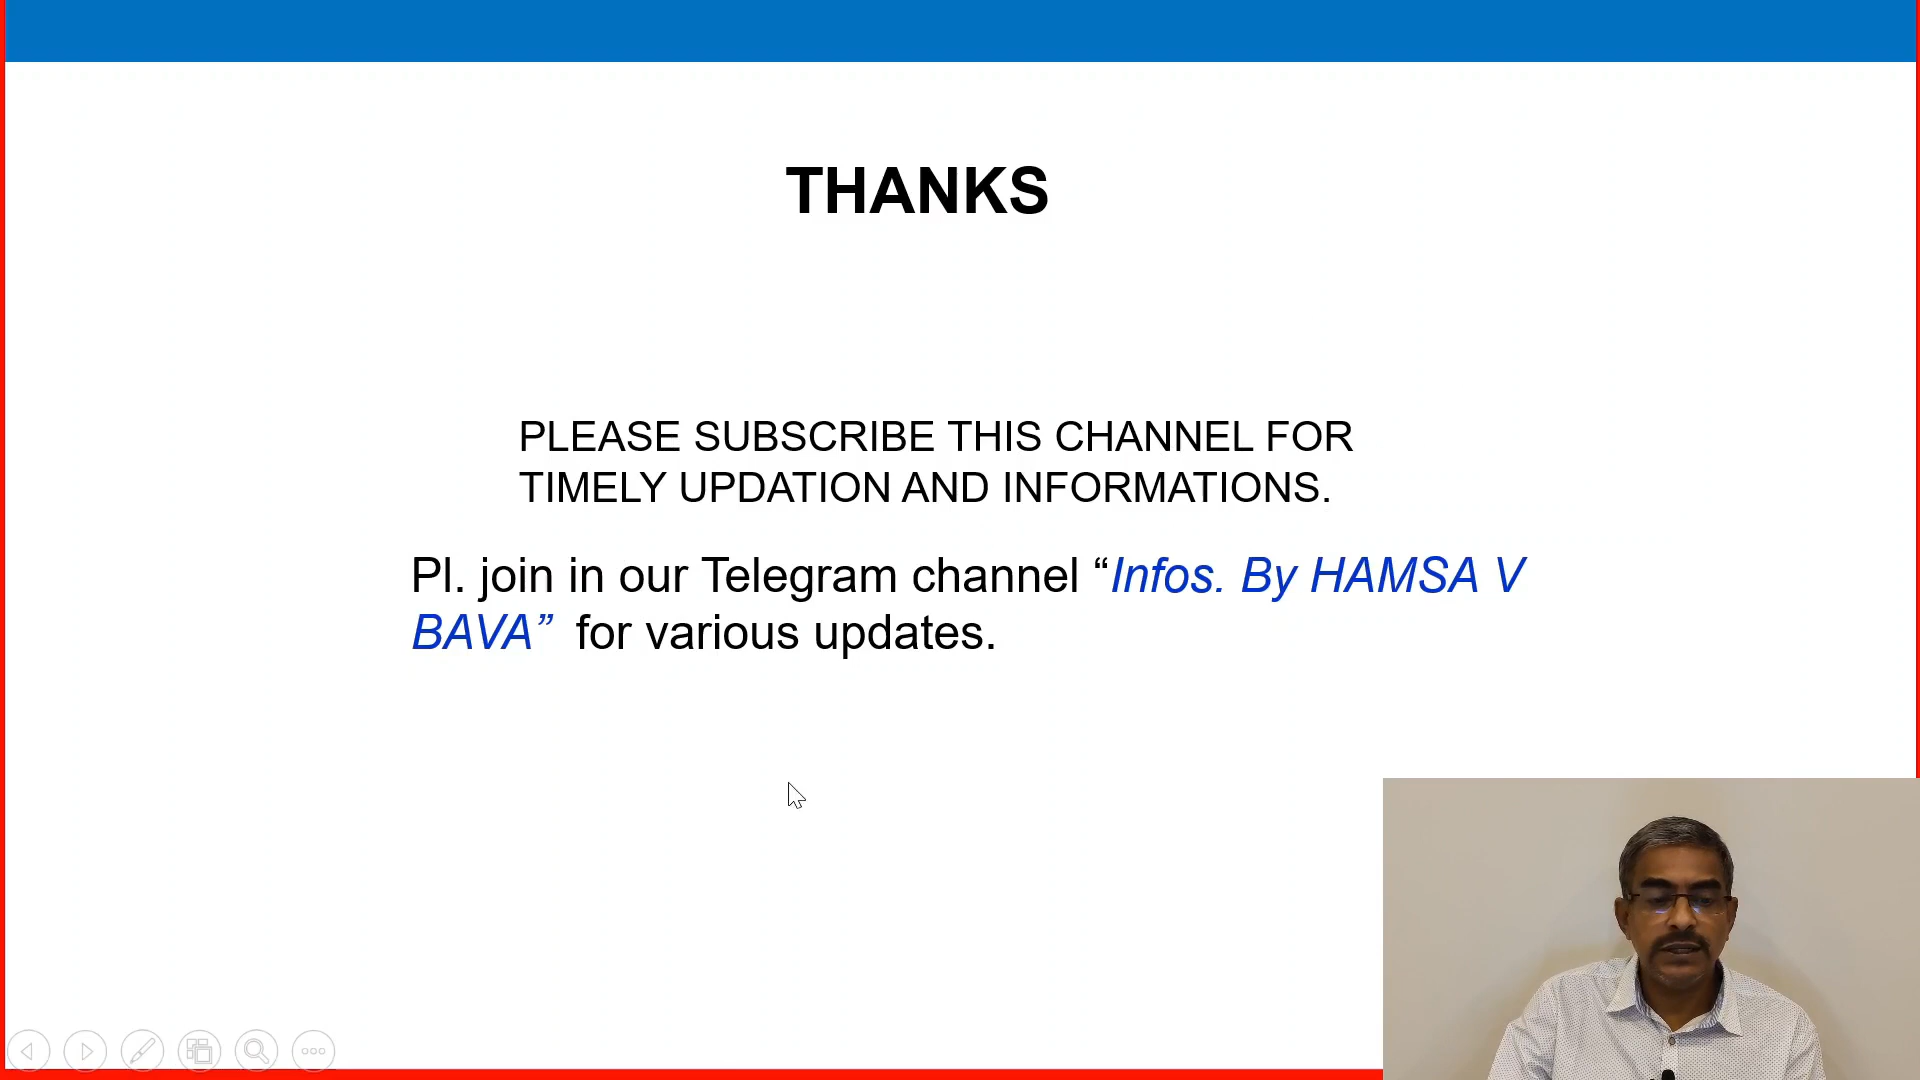 THANKS
PLEASE SUBSCRIBE THIS CHANNEL FOR
TIMELY UPDATION AND INFORMATIONS.
Pl. join in our Telegram channel “Infos. By HAMSA V
BAVA”  for various updates.